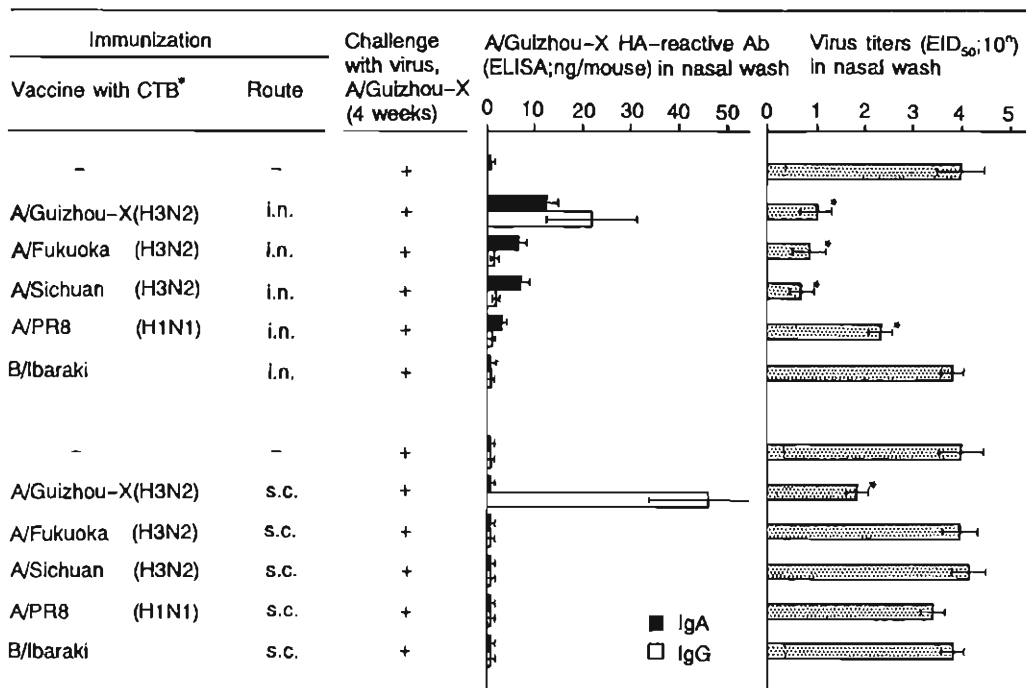 Immunization
Vaccine with CTB* Route
Challenge
with virus,
A/Guizhou-X
(4 weeks)
A/Guizhou-X HA-reactive Ab
(ELISA;ng/mouse) in nasal wash
0 10 20 30 40 50
Virus titers (EID50;10ⁿ)
in nasal wash
0 1 2 3 4 5
- - +
A/Guizhou-X(H3N2) i.n. + *
A/Fukuoka (H3N2) i.n. + *
A/Sichuan (H3N2) i.n. + *
A/PR8 (H1N1) i.n. + *
B/Ibaraki i.n. +
- - +
A/Guizhou-X(H3N2) s.c. + *
A/Fukuoka (H3N2) s.c. +
A/Sichuan (H3N2) s.c. +
A/PR8 (H1N1) s.c. +
B/Ibaraki s.c. +
IgA
IgG